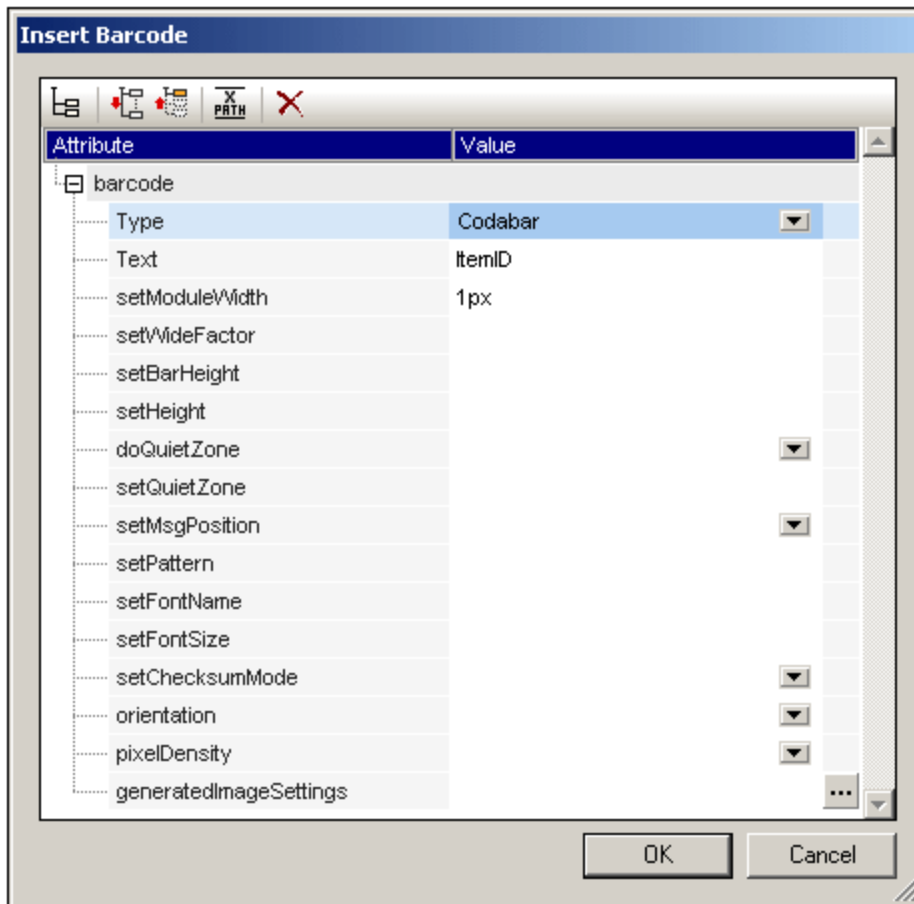 Insert Barcode
X
PATH
Attribute Value
barcode
Type Codabar
Text ItemID
setModuleWidth 1px
setWideFactor
setBarHeight
setHeight
doQuietZone
setQuietZone
setMsgPosition
setPattern
setFontName
setFontSize
setChecksumMode
orientation
pixelDensity
generatedImageSettings ...
OK Cancel